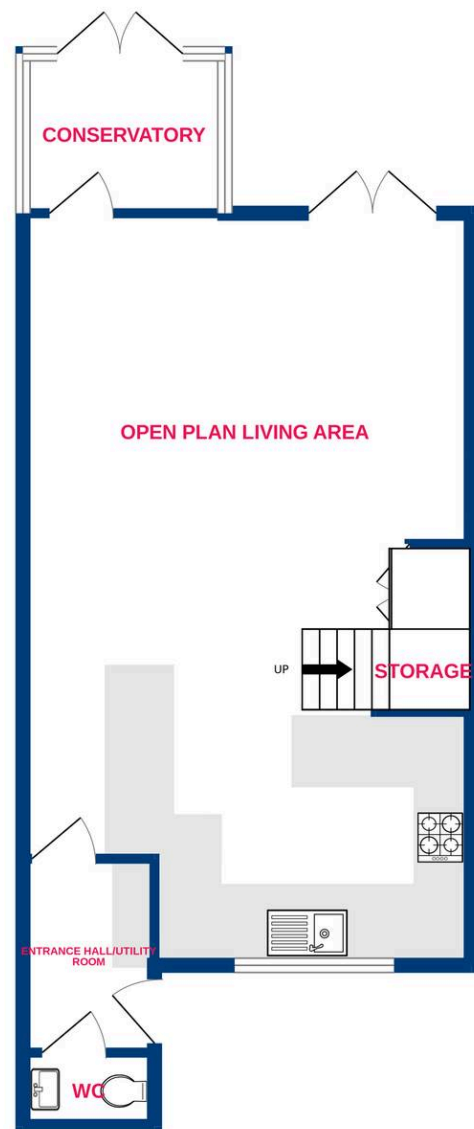 CONSERVATORY
OPEN PLAN LIVING AREA
UP
STORAGE
ENTRANCE HALL/UTILITY
ROOM
WC